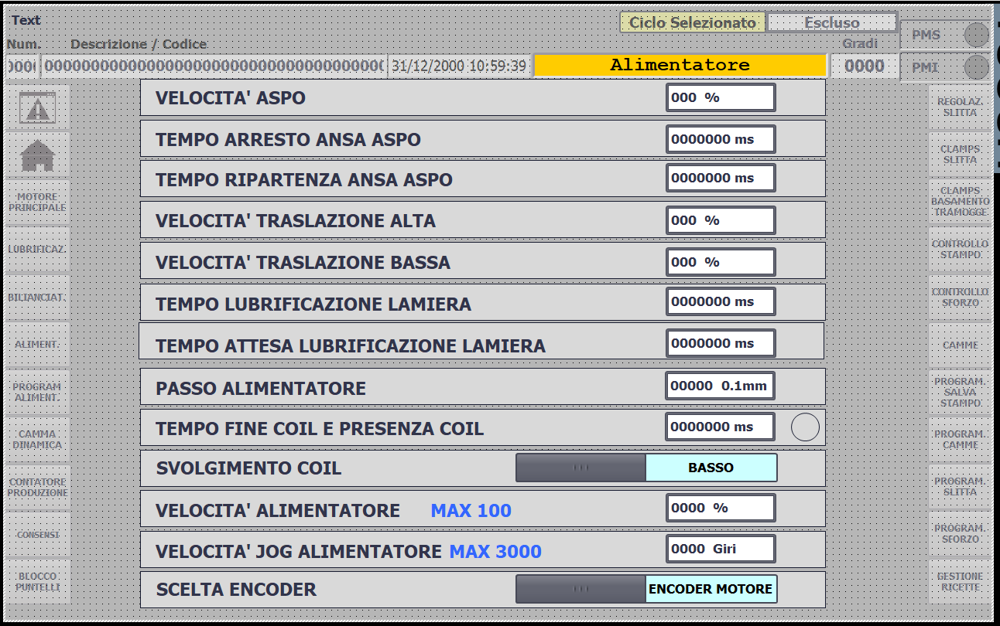 Text
Ciclo Selezionato
Escluso
Num.
Descrizione / Codice
Gradi
PMS
31/12/2000 10:59:39
Alimentatore
0000
PMI
VELOCITA' ASPO
000 %
TEMPO ARRESTO ANSA ASPO
0000000 ms
TEMPO RIPARTENZA ANSA ASPO
0000000 ms
VELOCITA' TRASLAZIONE ALTA
000 %
VELOCITA' TRASLAZIONE BASSA
000 %
TEMPO LUBRIFICAZIONE LAMIERA
0000000 ms
TEMPO ATTESA LUBRIFICAZIONE LAMIERA
0000000 ms
PASSO ALIMENTATORE
00000 0.1mm
TEMPO FINE COIL E PRESENZA COIL
0000000 ms
SVOLGIMENTO COIL
BASSO
VELOCITA' ALIMENTATORE MAX 100
0000 %
VELOCITA' JOG ALIMENTATORE MAX 3000
0000 Giri
SCELTA ENCODER
ENCODER MOTORE
MOTORE
PRINCIPALE
LUBRIFICAZ.
BILIANCIAT.
ALIMENT.
PROGRAM
ALIMENT.
CAMMA
DINAMICA
CONTATORE
PRODUZIONE
CONSENSI
BLOCCO
PUNTELLI
REGOLAZ.
SLITTA
CLAMPS
SLITTA
CLAMPS
BASAMENTO
TRAMOGGE
CONTROLLO
STAMPO
CONTROLLO
SFORZO
CAMME
PROGRAM.
SALVA
STAMPO
PROGRAM.
CAMME
PROGRAM.
SLITTA
PROGRAM.
SFORZO
GESTIONE
RICETTE